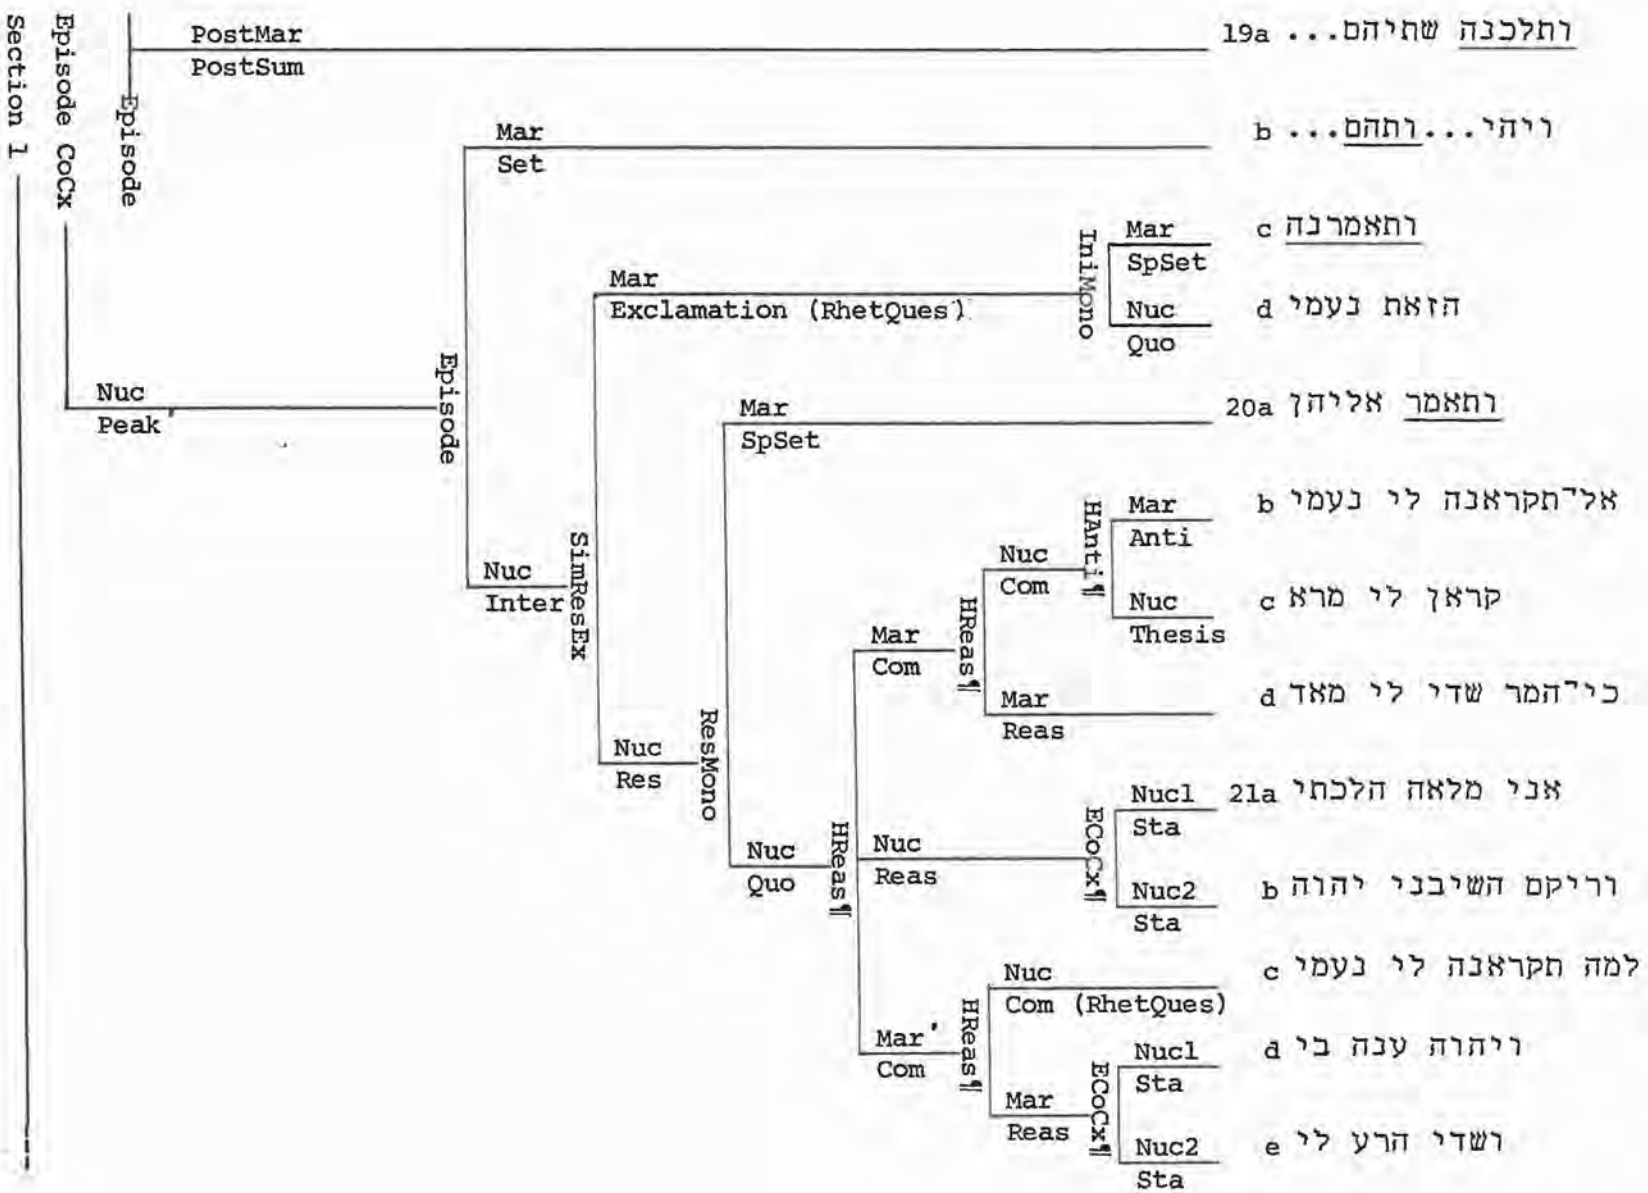 Section 1
Episode CoCx
Episode
PostMar
PostSum
19a ותלכנה שתיהם...
Mar
Set
b ויהי...ותהם...
Mar
SpSet
c ותאמרנה
IniMono
Mar
Exclamation (RhetQues)
Nuc
Quo
d הזאת נעמי
Nuc
Peak
Episode
Mar
SpSet
20a ותאמר אליהן
Mar
Anti
b אל־תקראנה לי נעמי
HAnti¶
Nuc
Com
Nuc
Thesis
c קראן לי מרא
Nuc
Inter
SimResEx
Mar
Com
HReas¶
Mar
Reas
d כי־המר שדי לי מאד
Nuc
Res
ResMono
Nuc1
Sta
21a אני מלאה הלכתי
ECoCx¶
Nuc
Quo
HReas¶
Nuc
Reas
Nuc2
Sta
b וריקם השיבני יהוה
Nuc
Com (RhetQues)
c למה תקראנה לי נעמי
Mar'
Com
HReas¶
Nuc1
Sta
d ויהוה ענה בי
Mar
Reas
ECoCx¶
Nuc2
Sta
e ושדי הרע לי